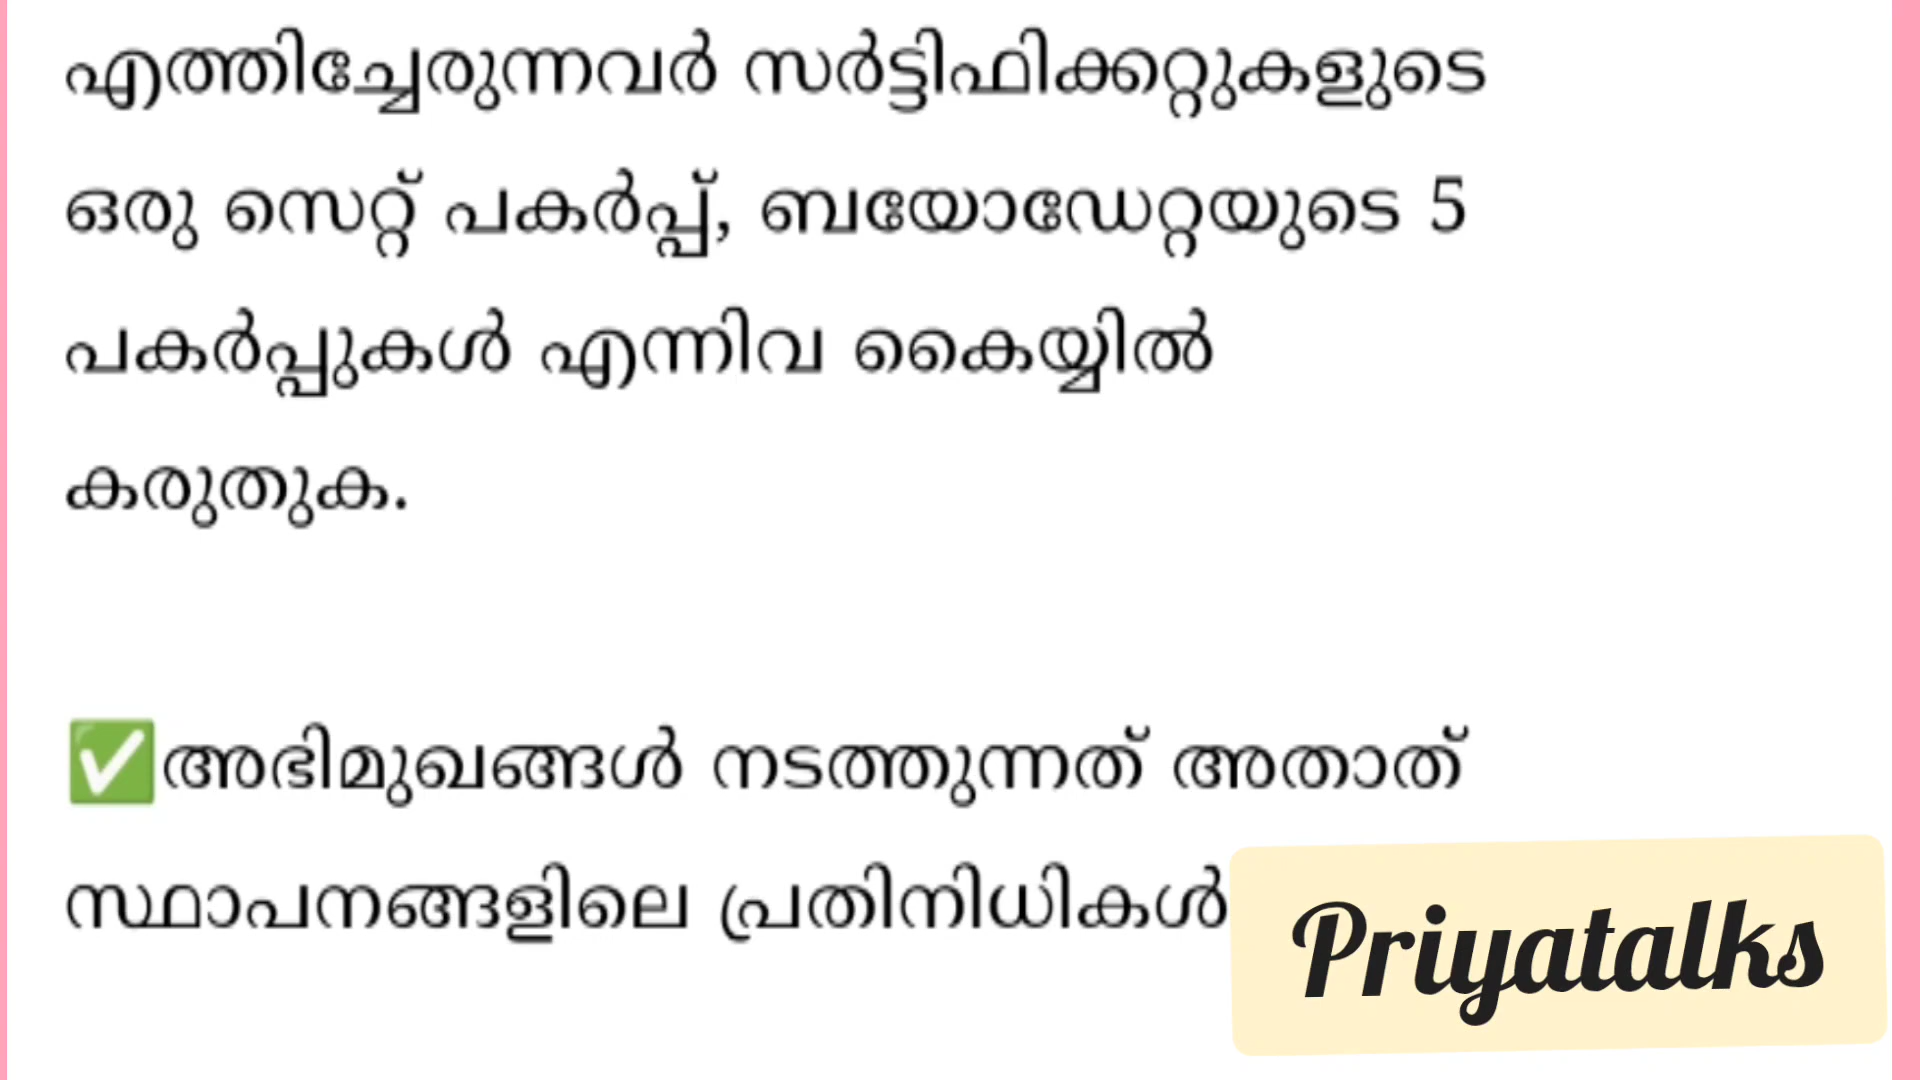 എത്തിച്ചേരുന്നവർ സർട്ടിഫിക്കറ്റുകളുടെ
ഒരു സെറ്റ് പകർപ്പ്, ബയോഡേറ്റയുടെ 5
പകർപ്പുകൾ എന്നിവ കൈയ്യിൽ
കരുതുക.
✅അഭിമുഖങ്ങൾ നടത്തുന്നത് അതാത്
സ്ഥാപനങ്ങളിലെ പ്രതിനിധികൾ
Priyatalks